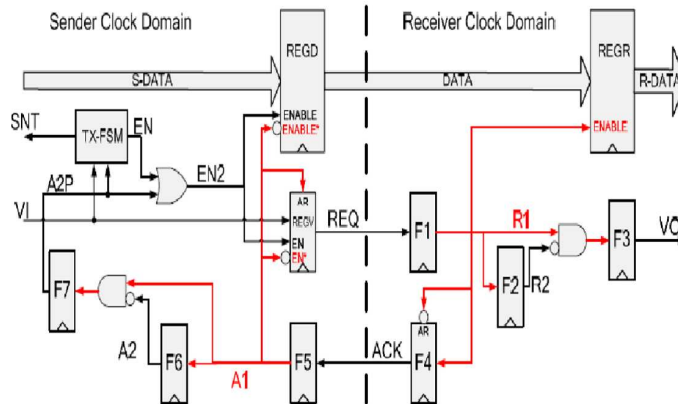 Sender Clock Domain
Receiver Clock Domain
REGD
REGR
S-DATA
DATA
R-DATA
ENABLE
ENABLE*
ENABLE
SNT
TX-FSM
EN
EN2
A2P
VI
AR
REGV
EN
EN*
REQ
F1
R1
F2
R2
F3
VO
F7
A2
F6
A1
F5
ACK
AR
F4